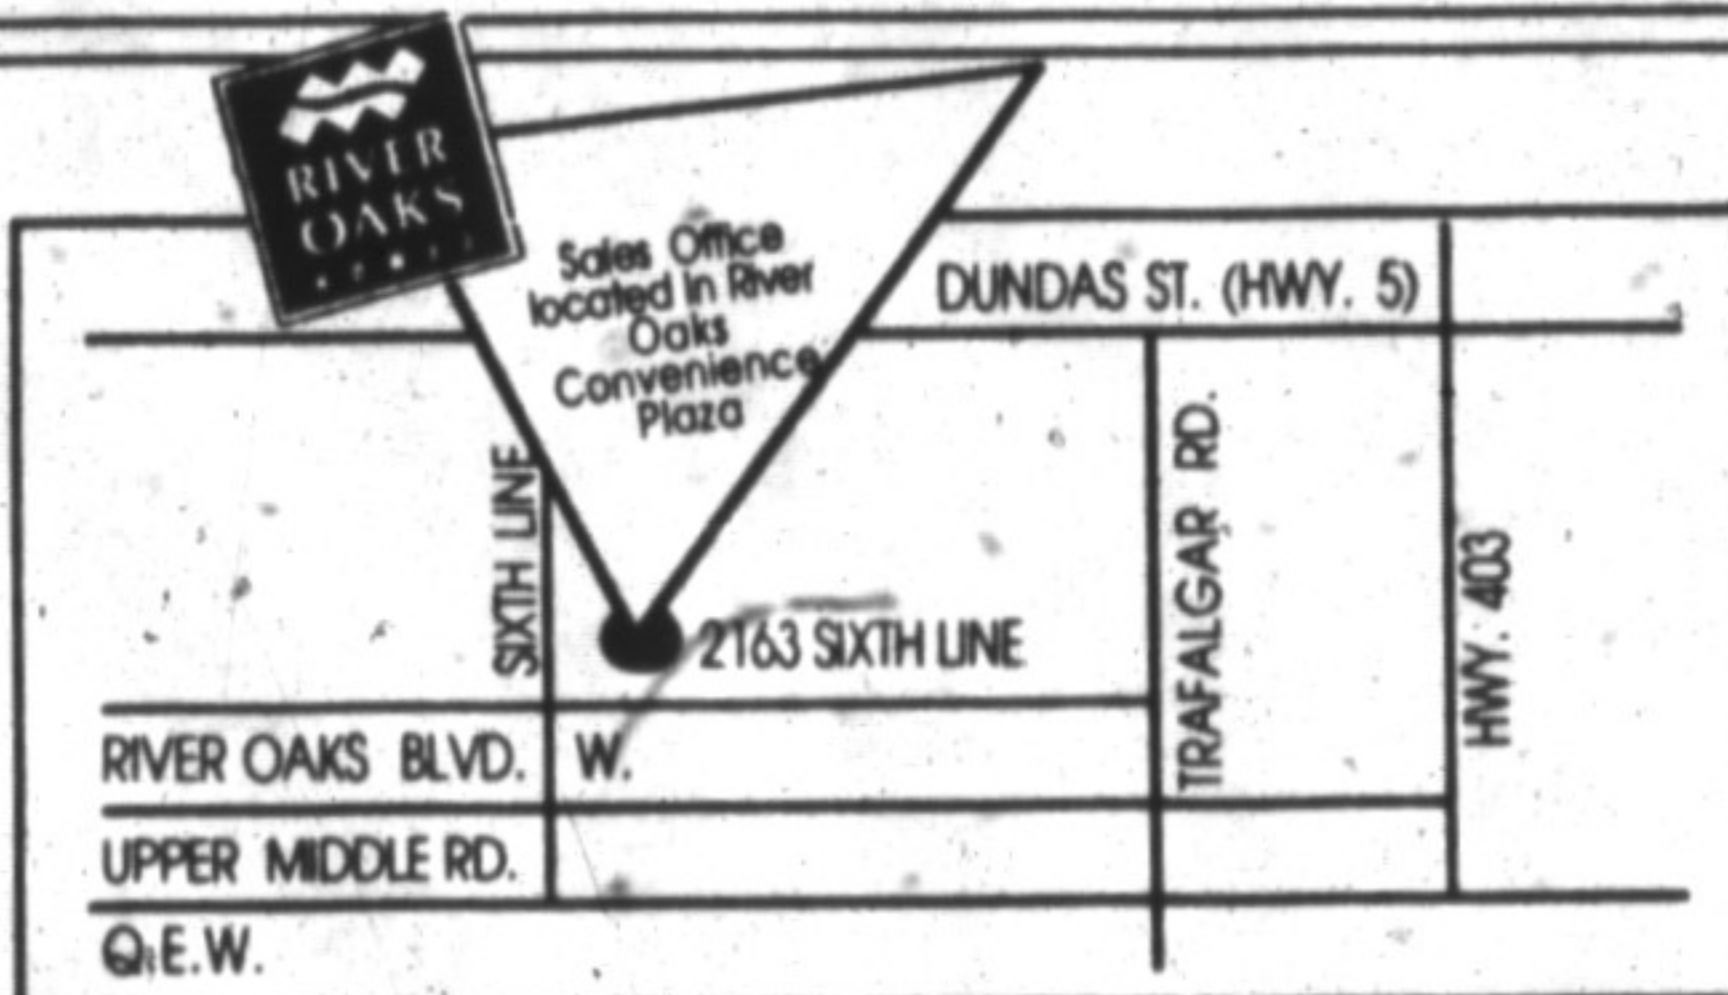 RIVER
OAKS
Sales Office
located in River
Oaks
Convenience
Plaza
DUNDAS ST. (HWY. 5)
SIXTH LINE
TRAFALGAR RD.
HWY. 403
2163 SIXTH LINE
RIVER OAKS BLVD. W.
UPPER MIDDLE RD.
Q.E.W.